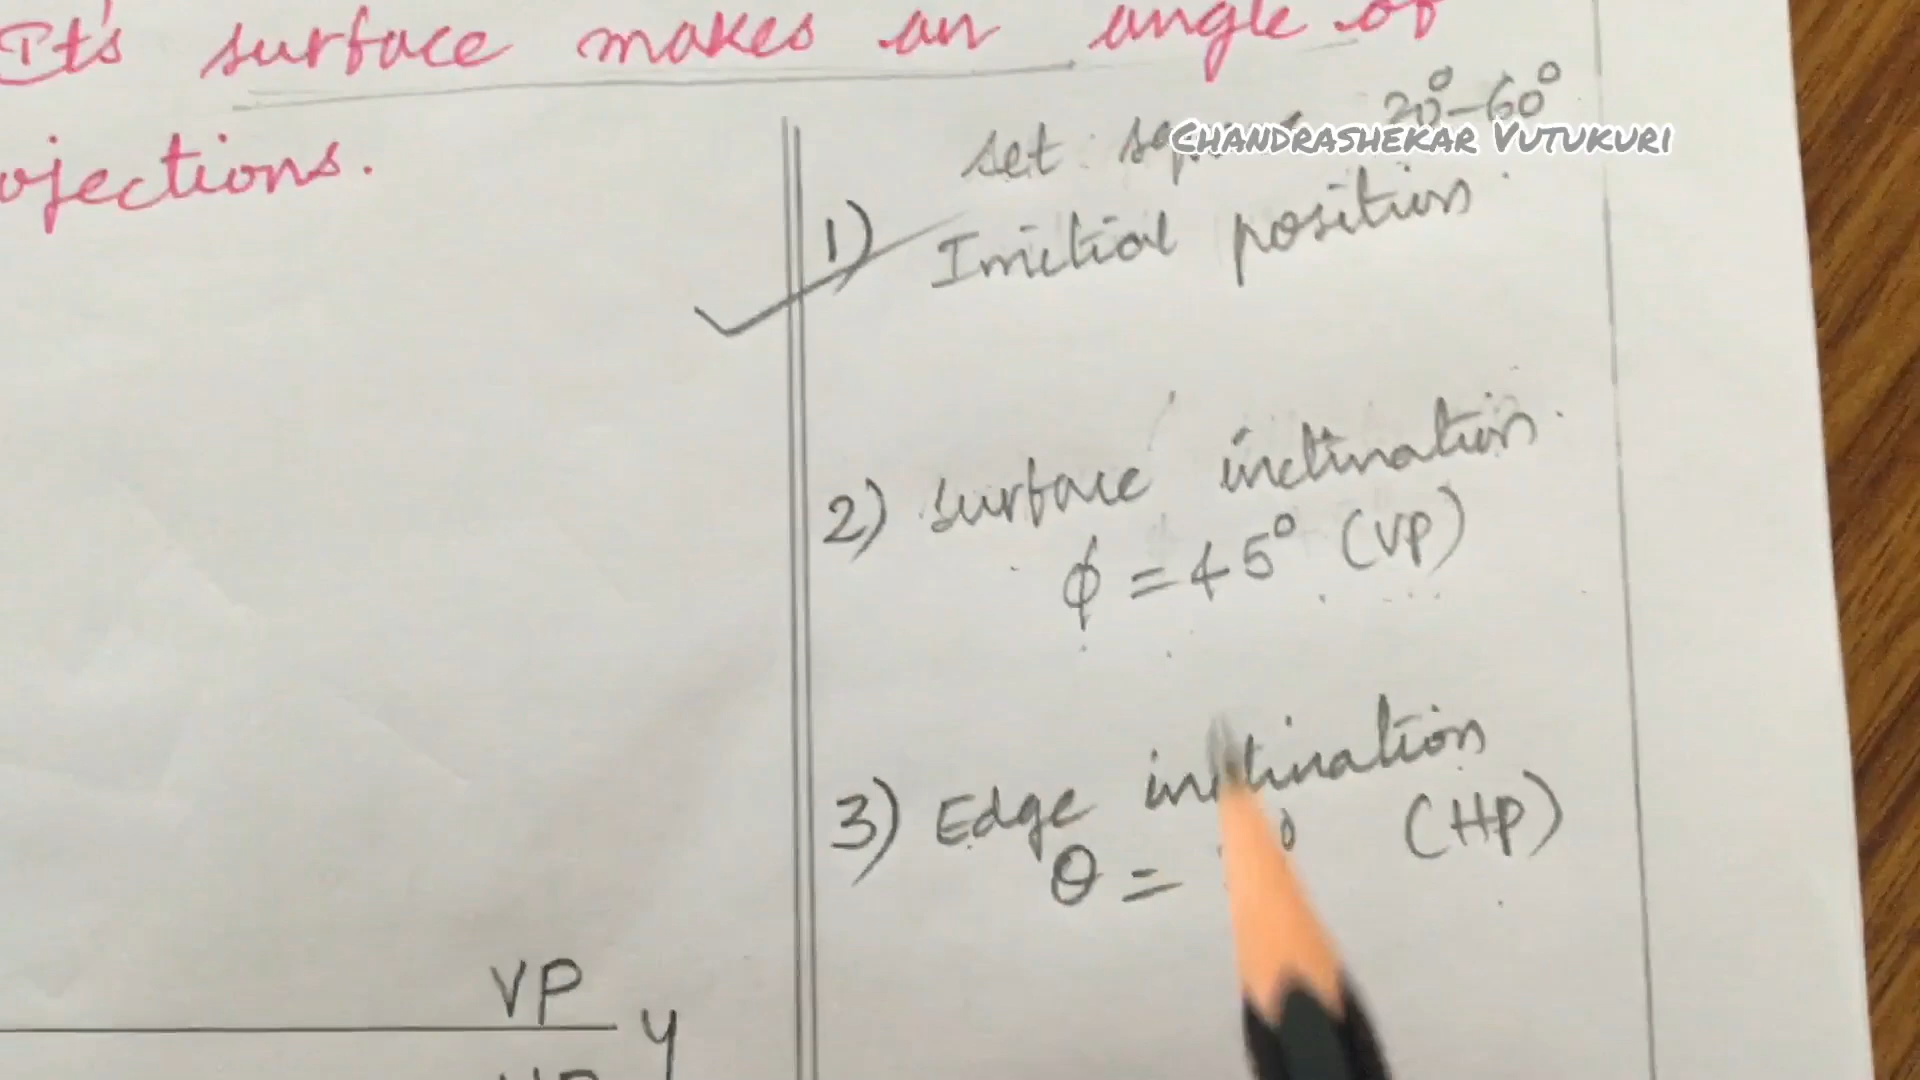 It's surface makes an angle of
ojections.
set 30°-60°
CHANDRASHEKAR VUTUKURI
1) Initial position.
2) surface inclination.
ϕ = 45° (VP)
3) Edge inclination
θ = (HP)
VP
y